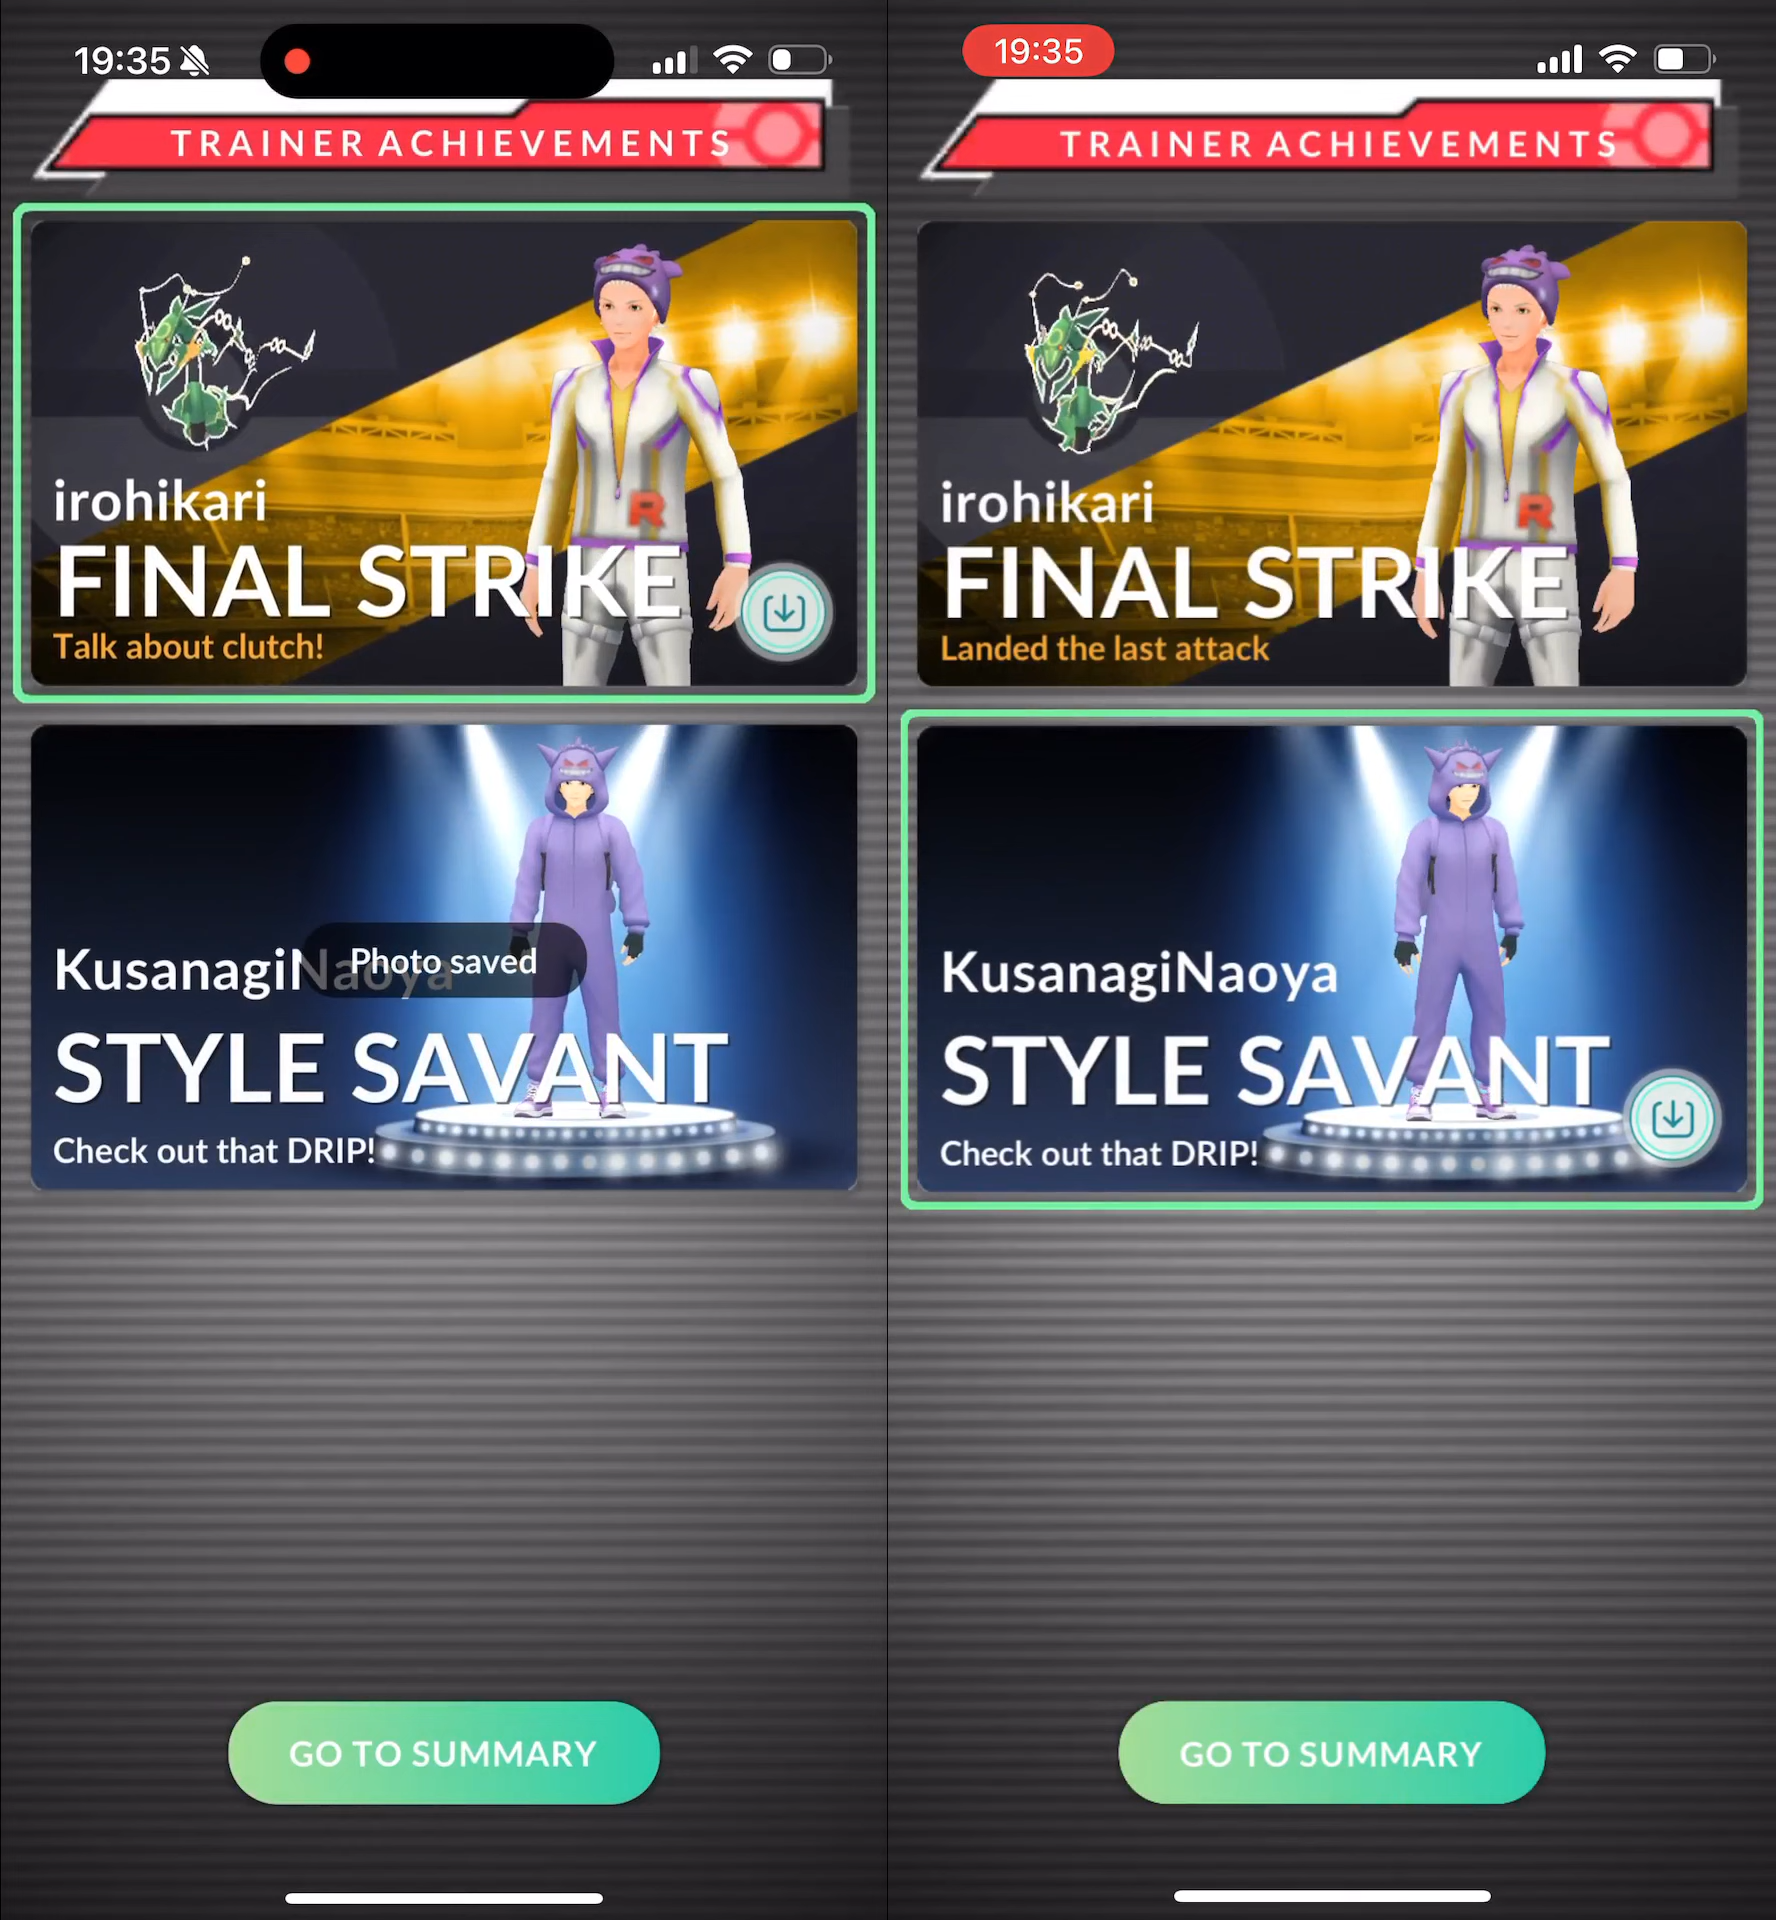 19:35
TRAINER ACHIEVEMENTS
irohikari
FINAL STRIKE
Talk about clutch!
R
KusanagiNaoya
Photo saved
STYLE SAVANT
Check out that DRIP!
GO TO SUMMARY
19:35
TRAINER ACHIEVEMENTS
irohikari
FINAL STRIKE
Landed the last attack
R
KusanagiNaoya
STYLE SAVANT
Check out that DRIP!
GO TO SUMMARY